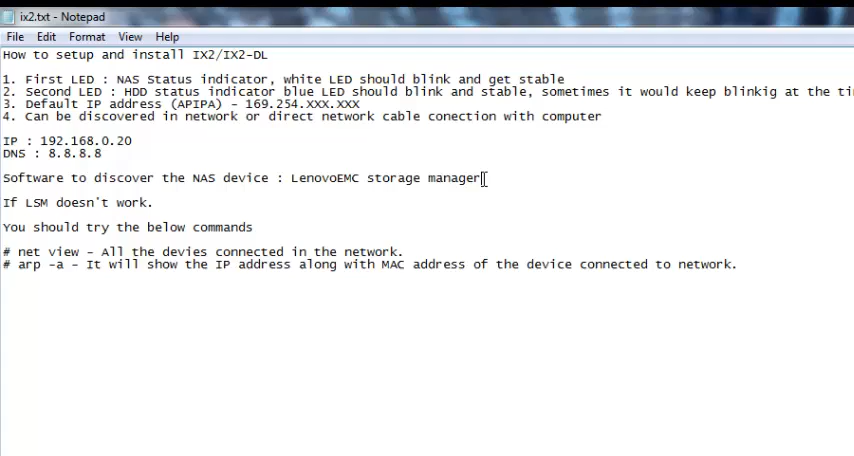 ix2.txt - Notepad
File Edit Format View Help
How to setup and install IX2/IX2-DL
1. First LED : NAS Status indicator, white LED should blink and get stable
2. Second LED : HDD status indicator blue LED should blink and stable, sometimes it would keep blinkig at the
3. Default IP address (APIPA) - 169.254.XXX.XXX
4. Can be discovered in network or direct network cable conection with computer
IP : 192.168.0.20
DNS : 8.8.8.8
Software to discover the NAS device : LenovoEMC storage manager
If LSM doesn't work.
You should try the below commands
# net view - All the devies connected in the network.
# arp -a - It will show the IP address along with MAC address of the device connected to network.